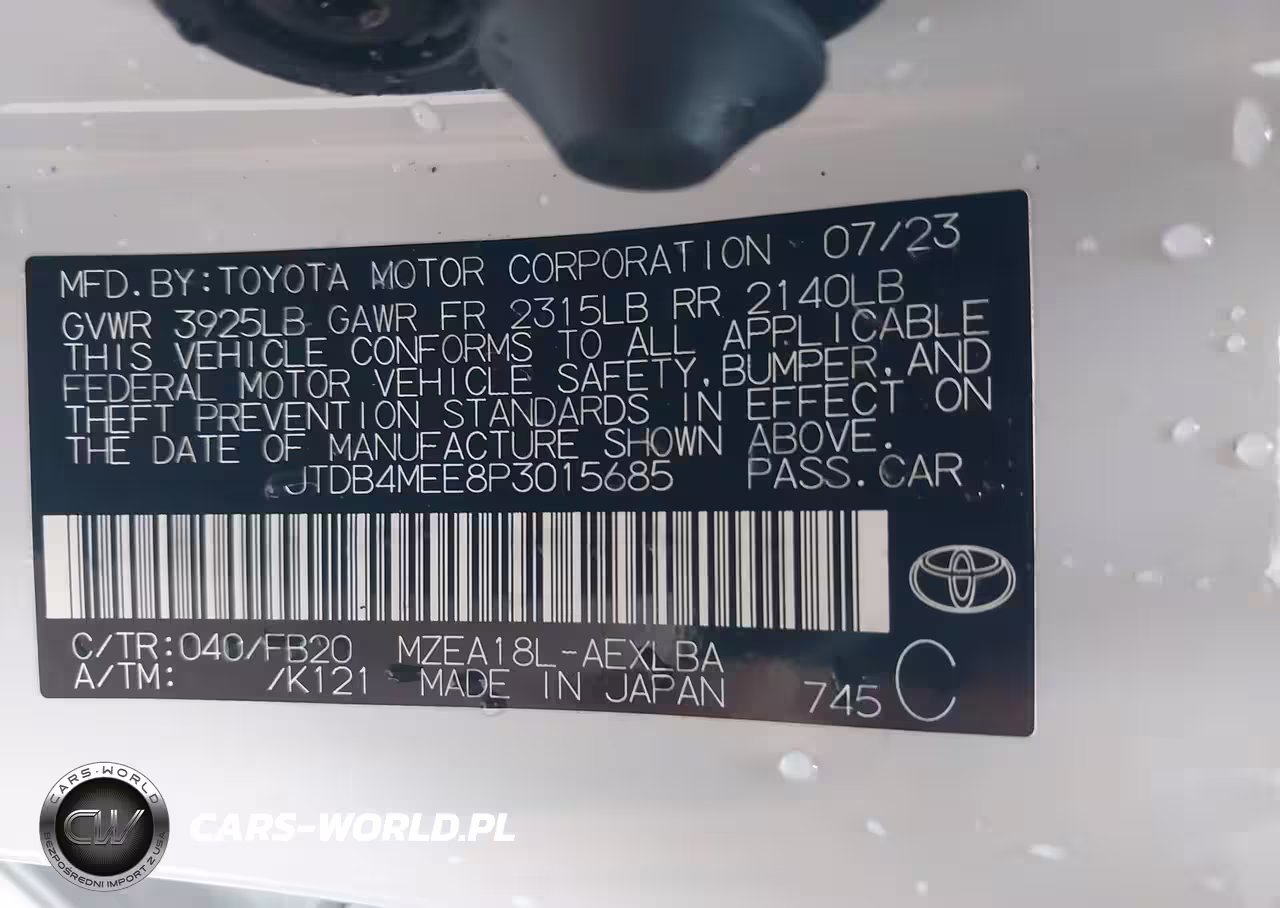 MFD.BY:TOYOTA MOTOR CORPORATION 07/23
GVWR 3925LB GAWR FR 2315LB RR 2140LB
THIS VEHICLE CONFORMS TO ALL APPLICABLE
FEDERAL MOTOR VEHICLE SAFETY,BUMPER,AND
THEFT PREVENTION STANDARDS IN EFFECT ON
THE DATE OF MANUFACTURE SHOWN ABOVE.
JTDB4MEE8P3015685 PASS.CAR
C/TR:040/FB20 MZEA18L-AEXLBA
A/TM: /K121 MADE IN JAPAN 745 C
CARS-WORLD
CW
BEZPOŚREDNI IMPORT Z USA
CARS-WORLD.PL